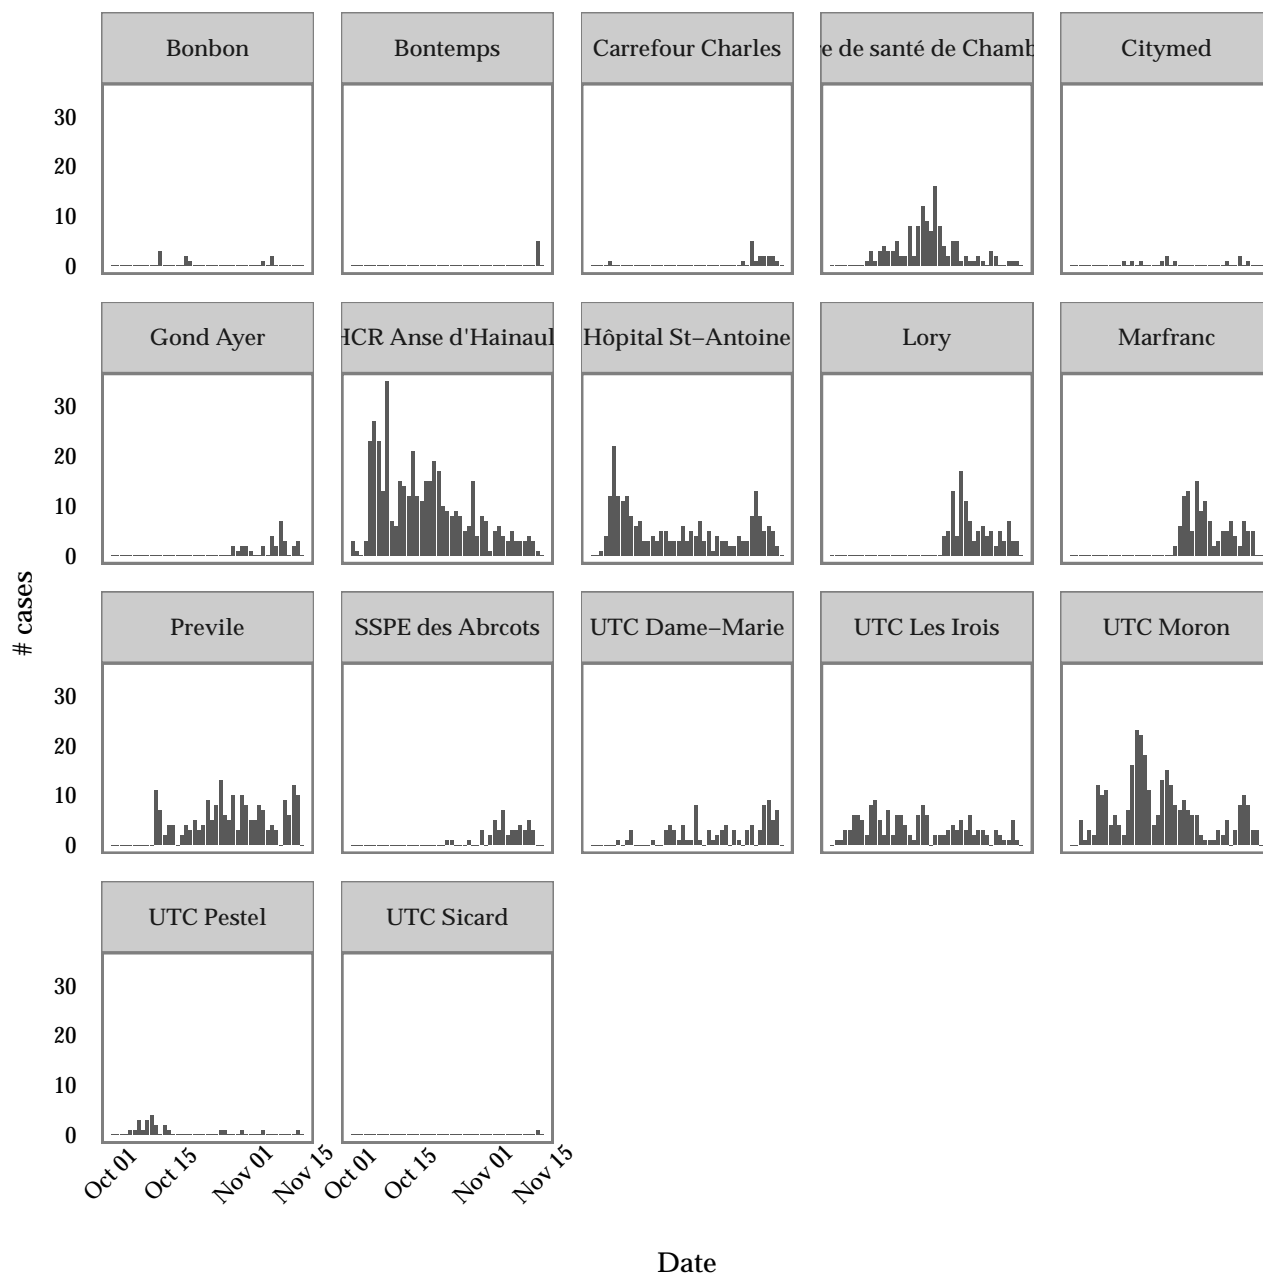 Bonbon Bontemps Carrefour Charles e de santé de Chamb Citymed
30
20
10
0
Gond Ayer HCR Anse d'Hainaul Hôpital St−Antoine Lory Marfranc
30
20
10
0
# cases
Previle SSPE des Abrcots UTC Dame−Marie UTC Les Irois UTC Moron
30
20
10
0
UTC Pestel UTC Sicard
30
20
10
0
Oct 01 Oct 15 Nov 01 Nov 15 Oct 01 Oct 15 Nov 01 Nov 15
Date